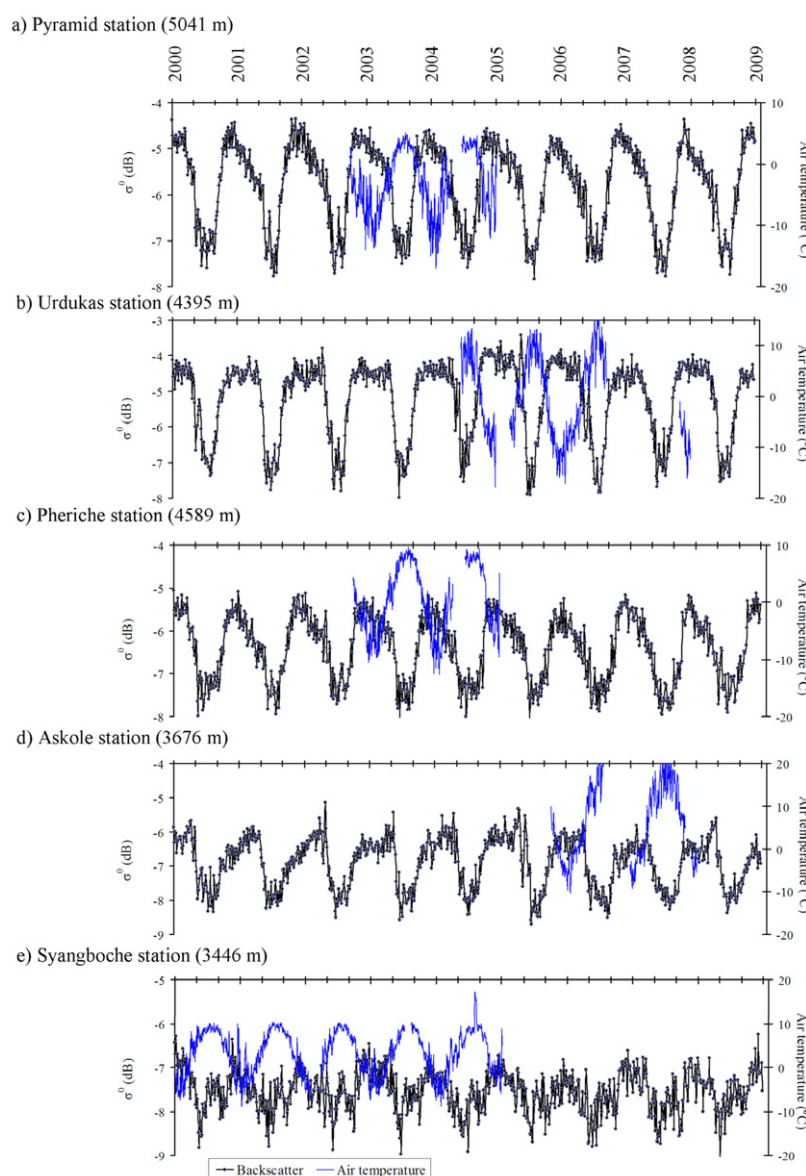 a) Pyramid station (5041 m)
2000 2001 2002 2003 2004 2005 2006 2007 2008 2009
-4 10
-5 0
-6
-7 -10
-8 -20
σ⁰ (dB)
Air temperature (°C)
b) Urdukas station (4395 m)
-3
-4 10
-5 0
-6
-7 -10
-8 -20
σ⁰ (dB)
Air temperature (°C)
c) Pheriche station (4589 m)
-4 10
-5 0
-6
-7 -10
-8 -20
σ⁰ (dB)
Air temperature (°C)
d) Askole station (3676 m)
-4 20
-5 10
-6 0
-7
-8 -10
-9 -20
σ⁰ (dB)
Air temperature (°C)
e) Syangboche station (3446 m)
-5 20
-6 10
-7 0
-8 -10
-9 -20
σ⁰ (dB)
Air temperature (°C)
Backscatter Air temperature